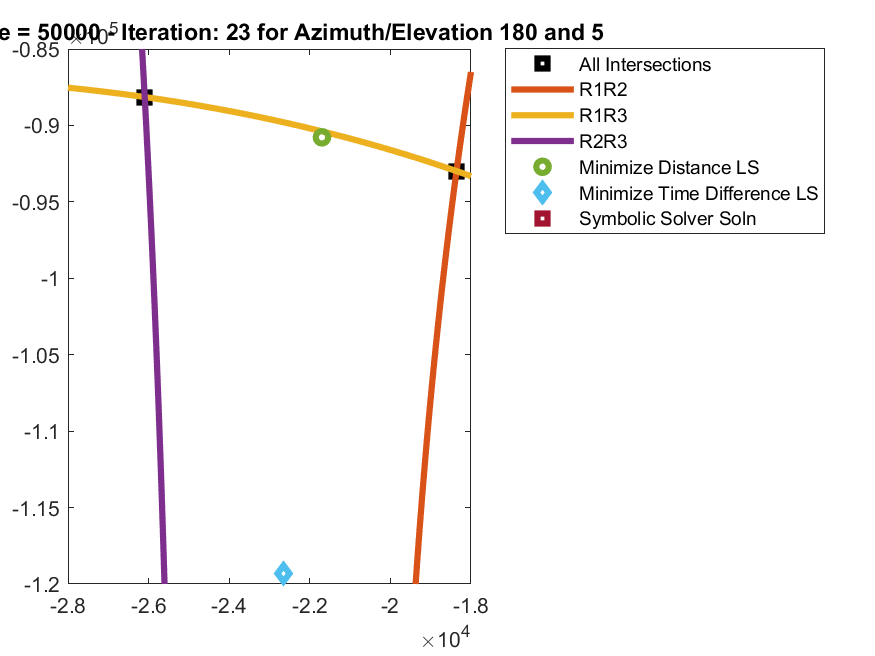 e = 50000 - Iteration: 23 for Azimuth/Elevation 180 and 5
×10^5
-0.85
-0.9
-0.95
-1
-1.05
-1.1
-1.15
-1.2
-2.8 -2.6 -2.4 -2.2 -2 -1.8
×10^4
All Intersections
R1R2
R1R3
R2R3
Minimize Distance LS
Minimize Time Difference LS
Symbolic Solver Soln